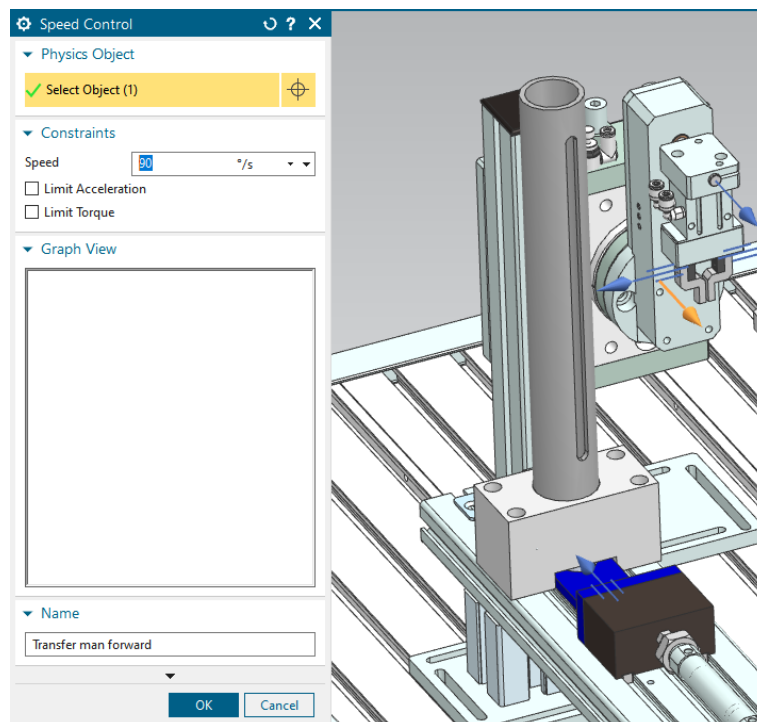 Speed Control
Physics Object
Select Object (1)
Constraints
Speed 90 °/s
Limit Acceleration
Limit Torque
Graph View
Name
Transfer man forward
OK Cancel